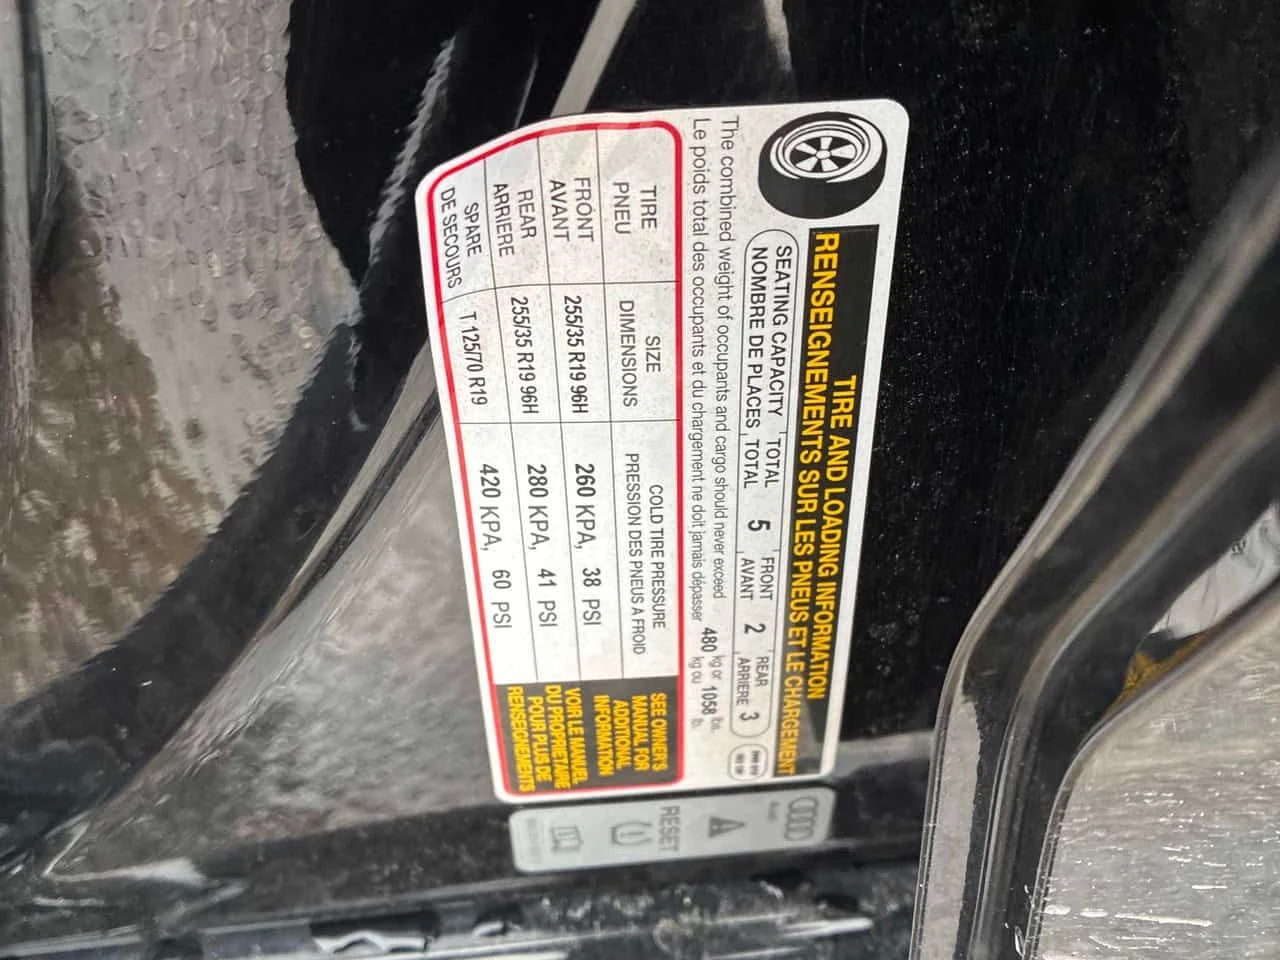 TIRE AND LOADING INFORMATION
RENSEIGNEMENTS SUR LES PNEUS ET LE CHARGEMENT
SEATING CAPACITY TOTAL 5 FRONT 2 REAR 3
NOMBRE DE PLACES TOTAL AVANT ARRIERE
The combined weight of occupants and cargo should never exceed 480 kg or 1058 lbs.
Le poids total des occupants et du chargement ne doit jamais dépasser kg ou lb.
TIRE SIZE COLD TIRE PRESSURE
PNEU DIMENSIONS PRESSION DES PNEUS A FROID
FRONT
AVANT 255/35 R19 96H 260 KPA, 38 PSI
REAR
ARRIERE 255/35 R19 96H 280 KPA, 41 PSI
SPARE
DE SECOURS T 125/70 R19 420 KPA, 60 PSI
SEE OWNER'S
MANUAL FOR
ADDITIONAL
INFORMATION
VOIR LE MANUEL
DU PROPRIETAIRE
POUR PLUS DE
RENSEIGNEMENTS
Audi
RESET